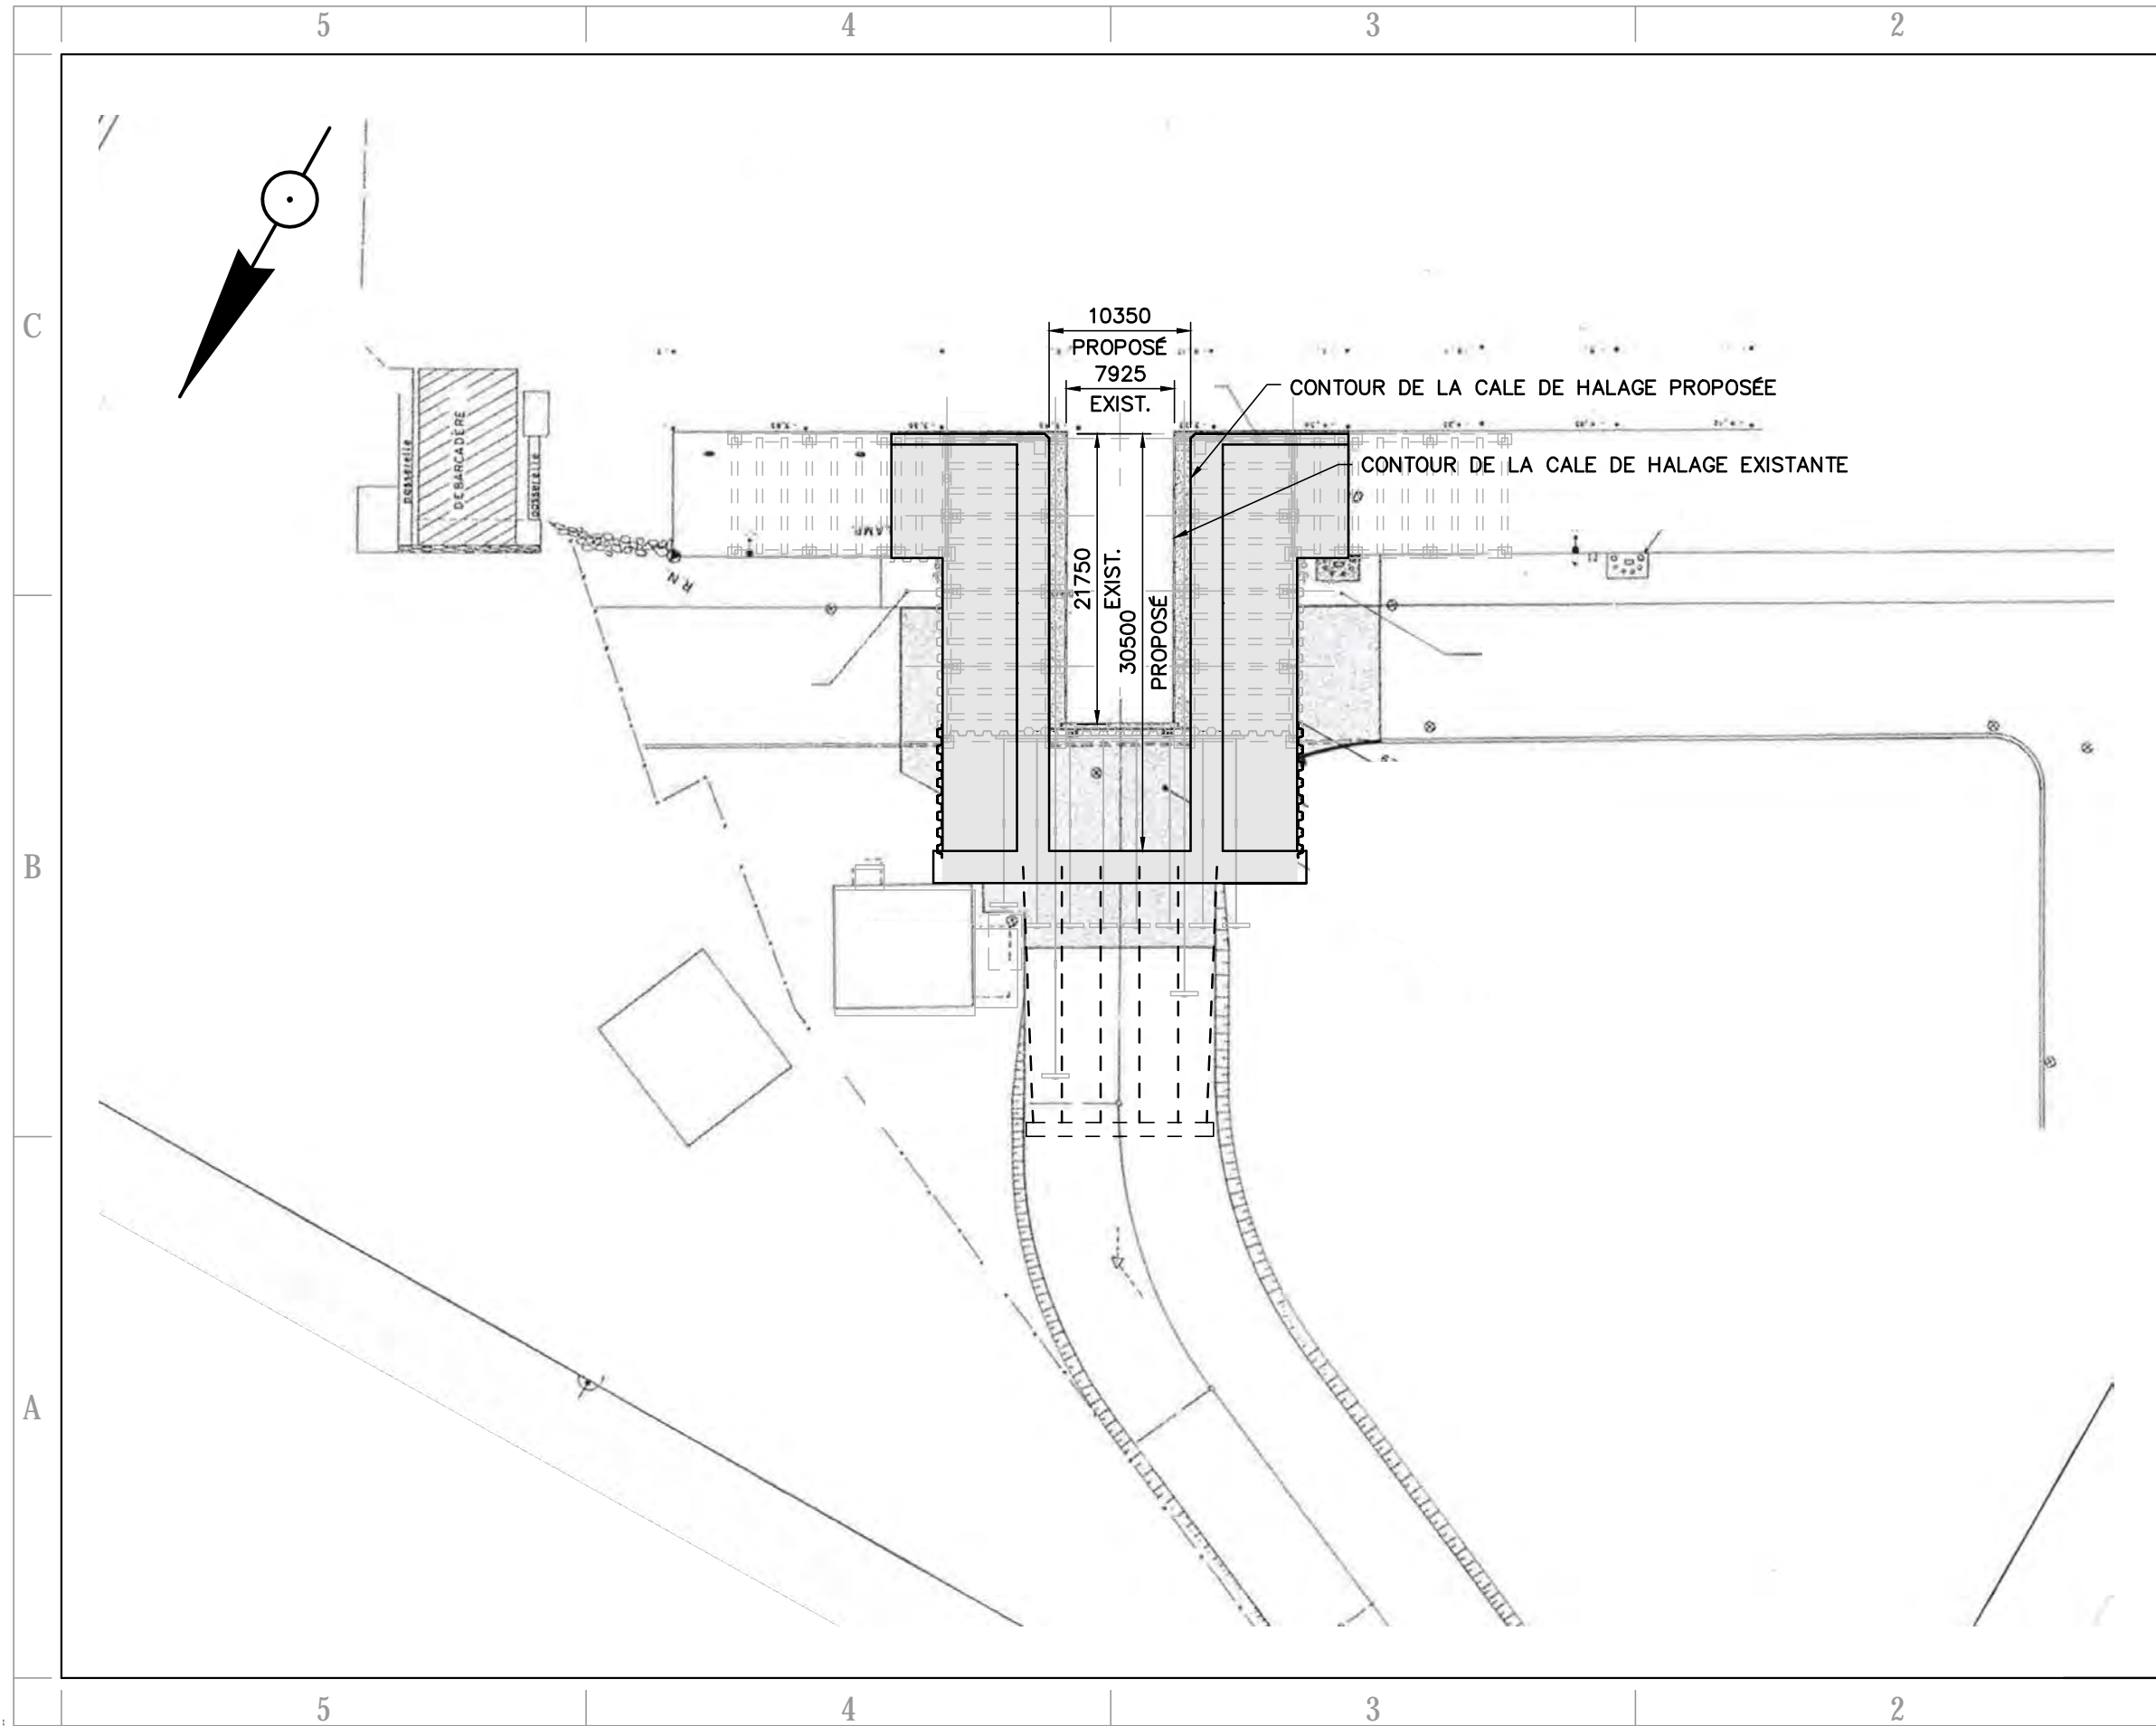 5 4 3 2
C
10350
PROPOSÉ
7925
EXIST.
CONTOUR DE LA CALE DE HALAGE PROPOSÉE
CONTOUR DE LA CALE DE HALAGE EXISTANTE
passerelle
DEBARCADERE
passerelle
LAMP.
R N
21750
EXIST.
30500
PROPOSÉ
B
A
5 4 3 2